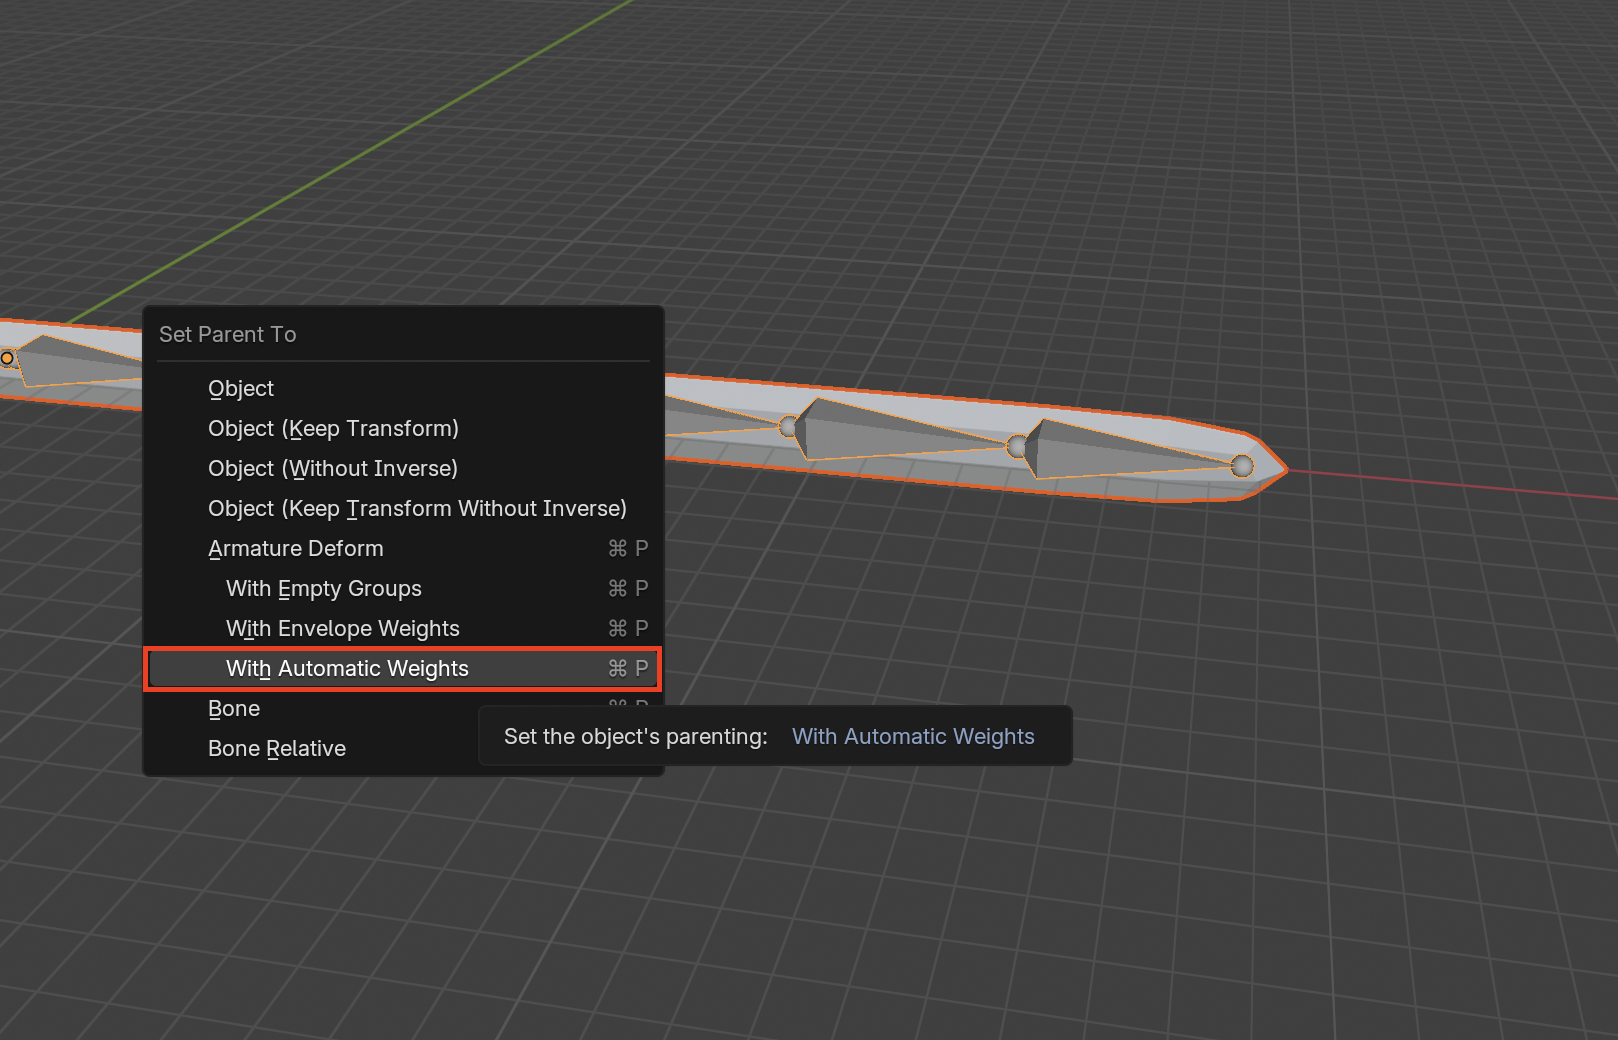 Set Parent To
Object
Object (Keep Transform)
Object (Without Inverse)
Object (Keep Transform Without Inverse)
Armature Deform ⌘ P
With Empty Groups ⌘ P
With Envelope Weights ⌘ P
With Automatic Weights ⌘ P
Bone ⌘ P
Set the object's parenting: With Automatic Weights
Bone Relative